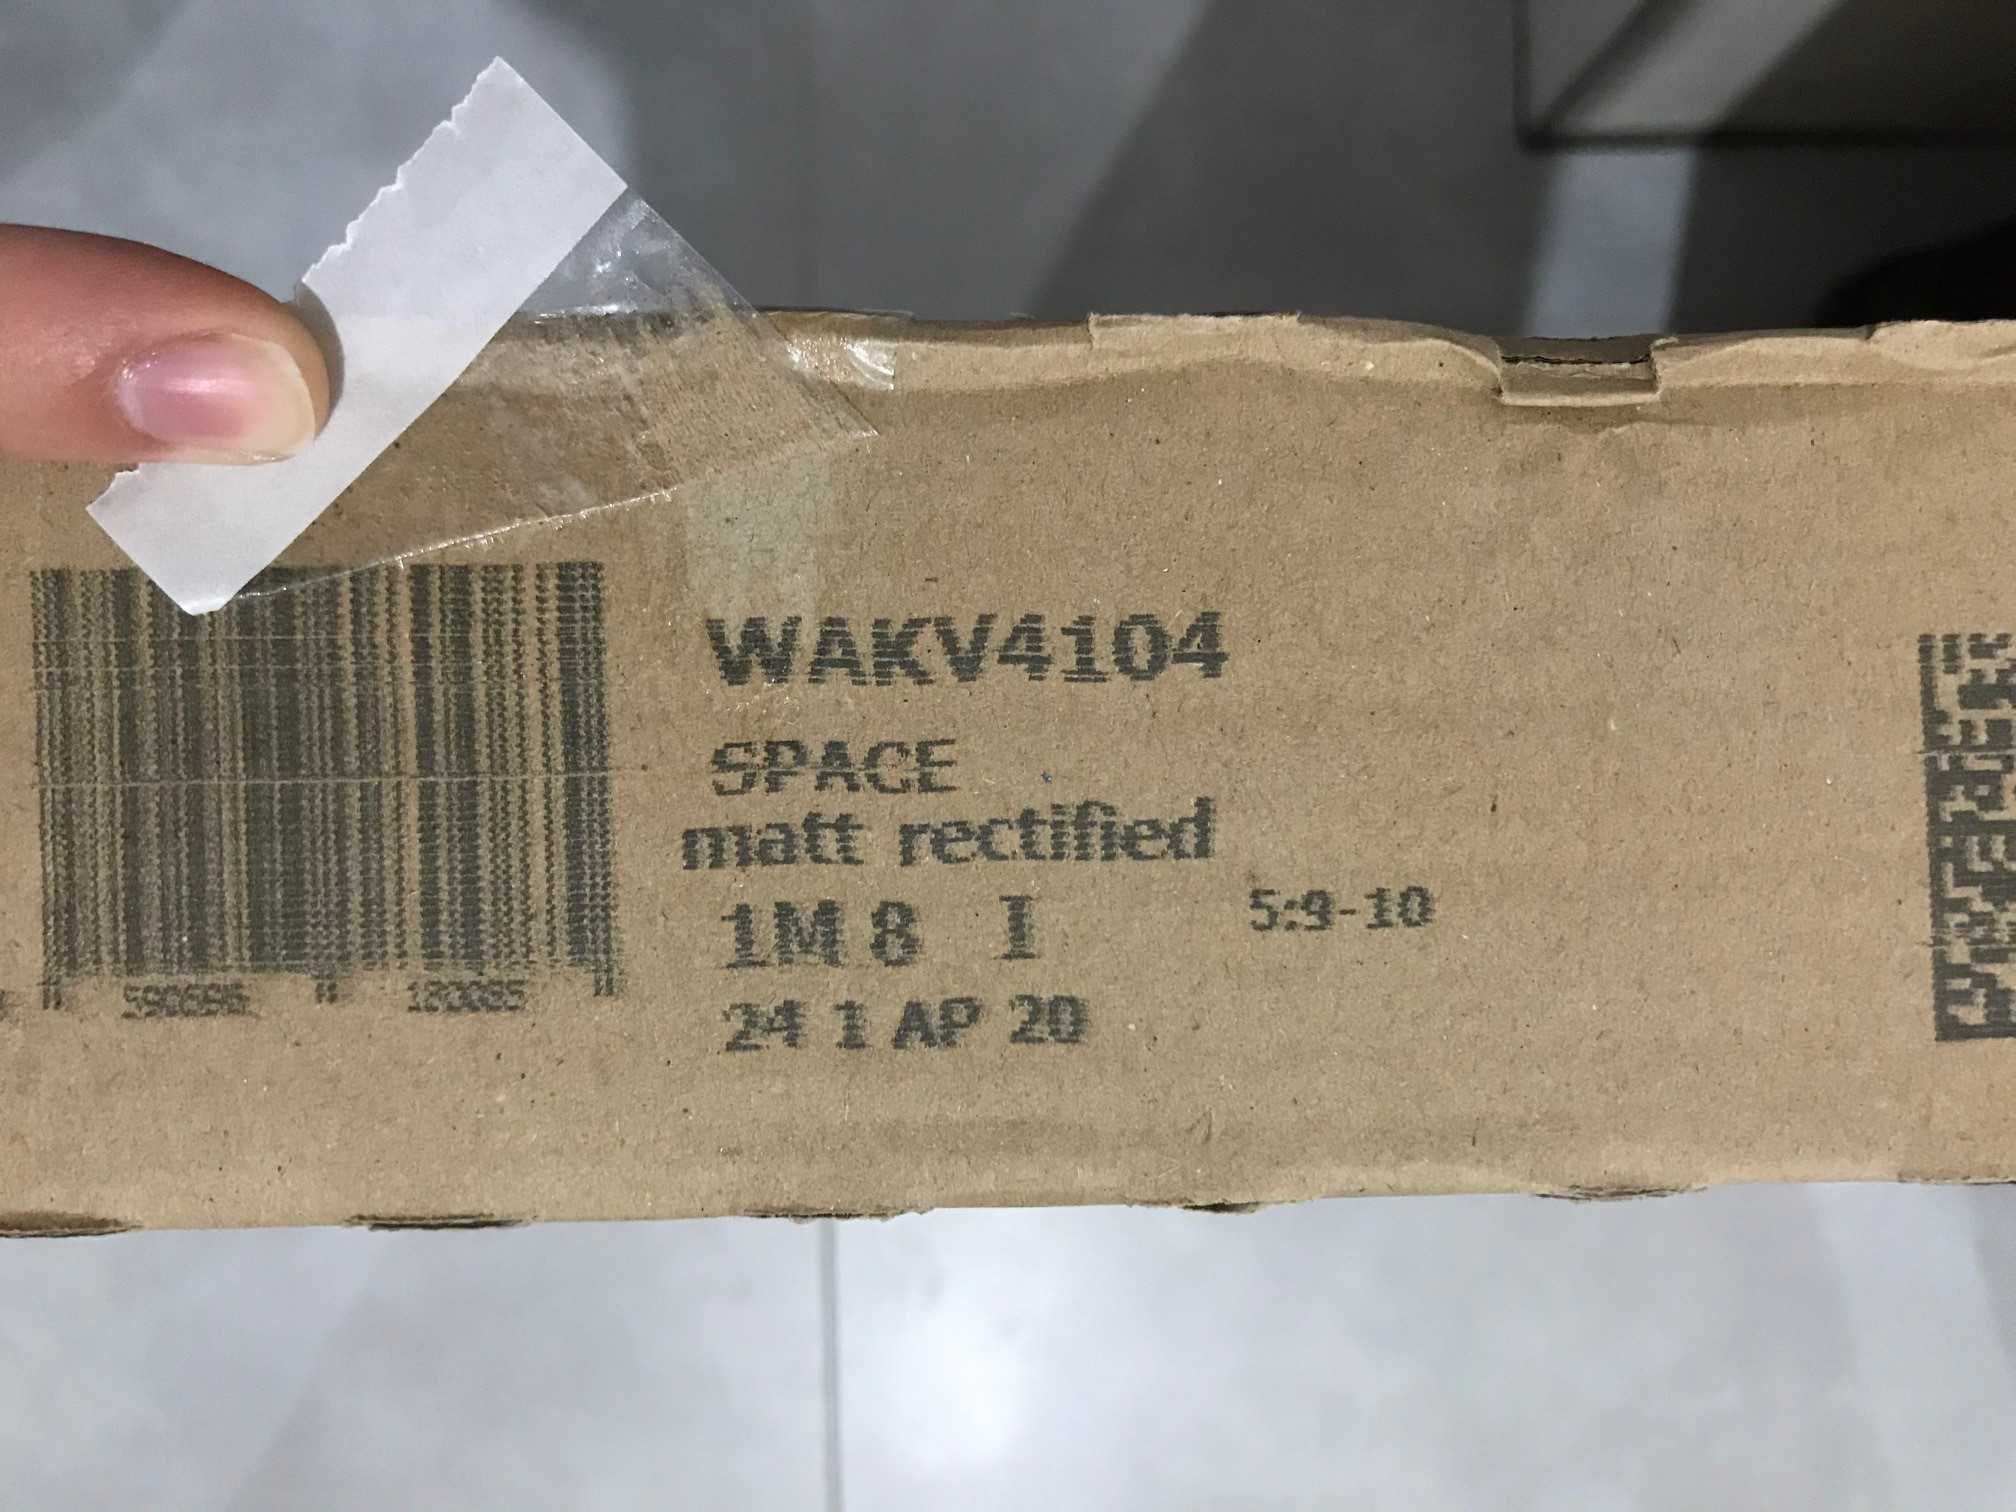 WAKV4104
SPACE
matt rectified
1M 8 I 5:9-10
24 1 AP 20